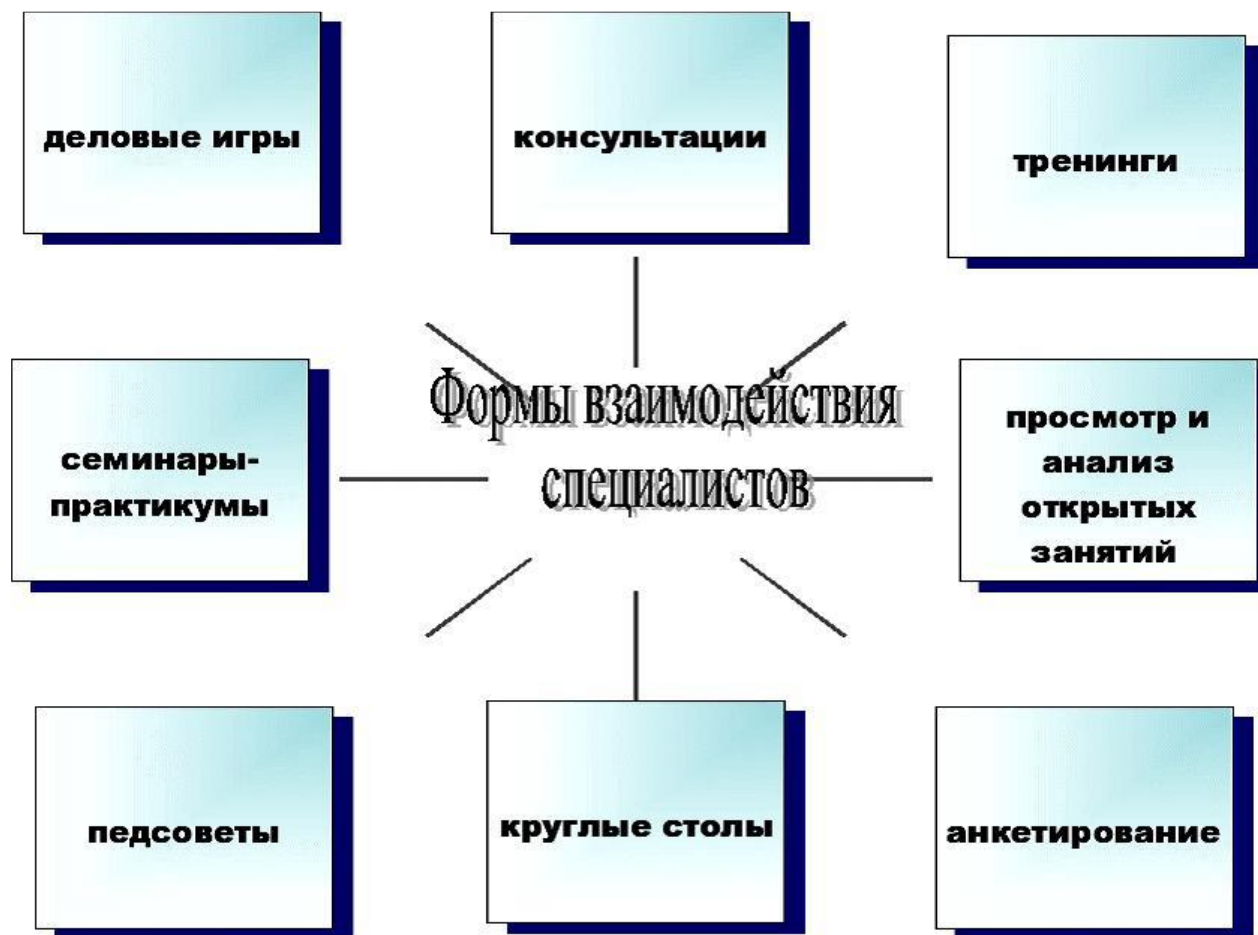 деловые игры
консультации
тренинги
Формы взаимодействия
специалистов
семинары-
практикумы
просмотр и
анализ
открытых
занятий
педсоветы
круглые столы
анкетирование